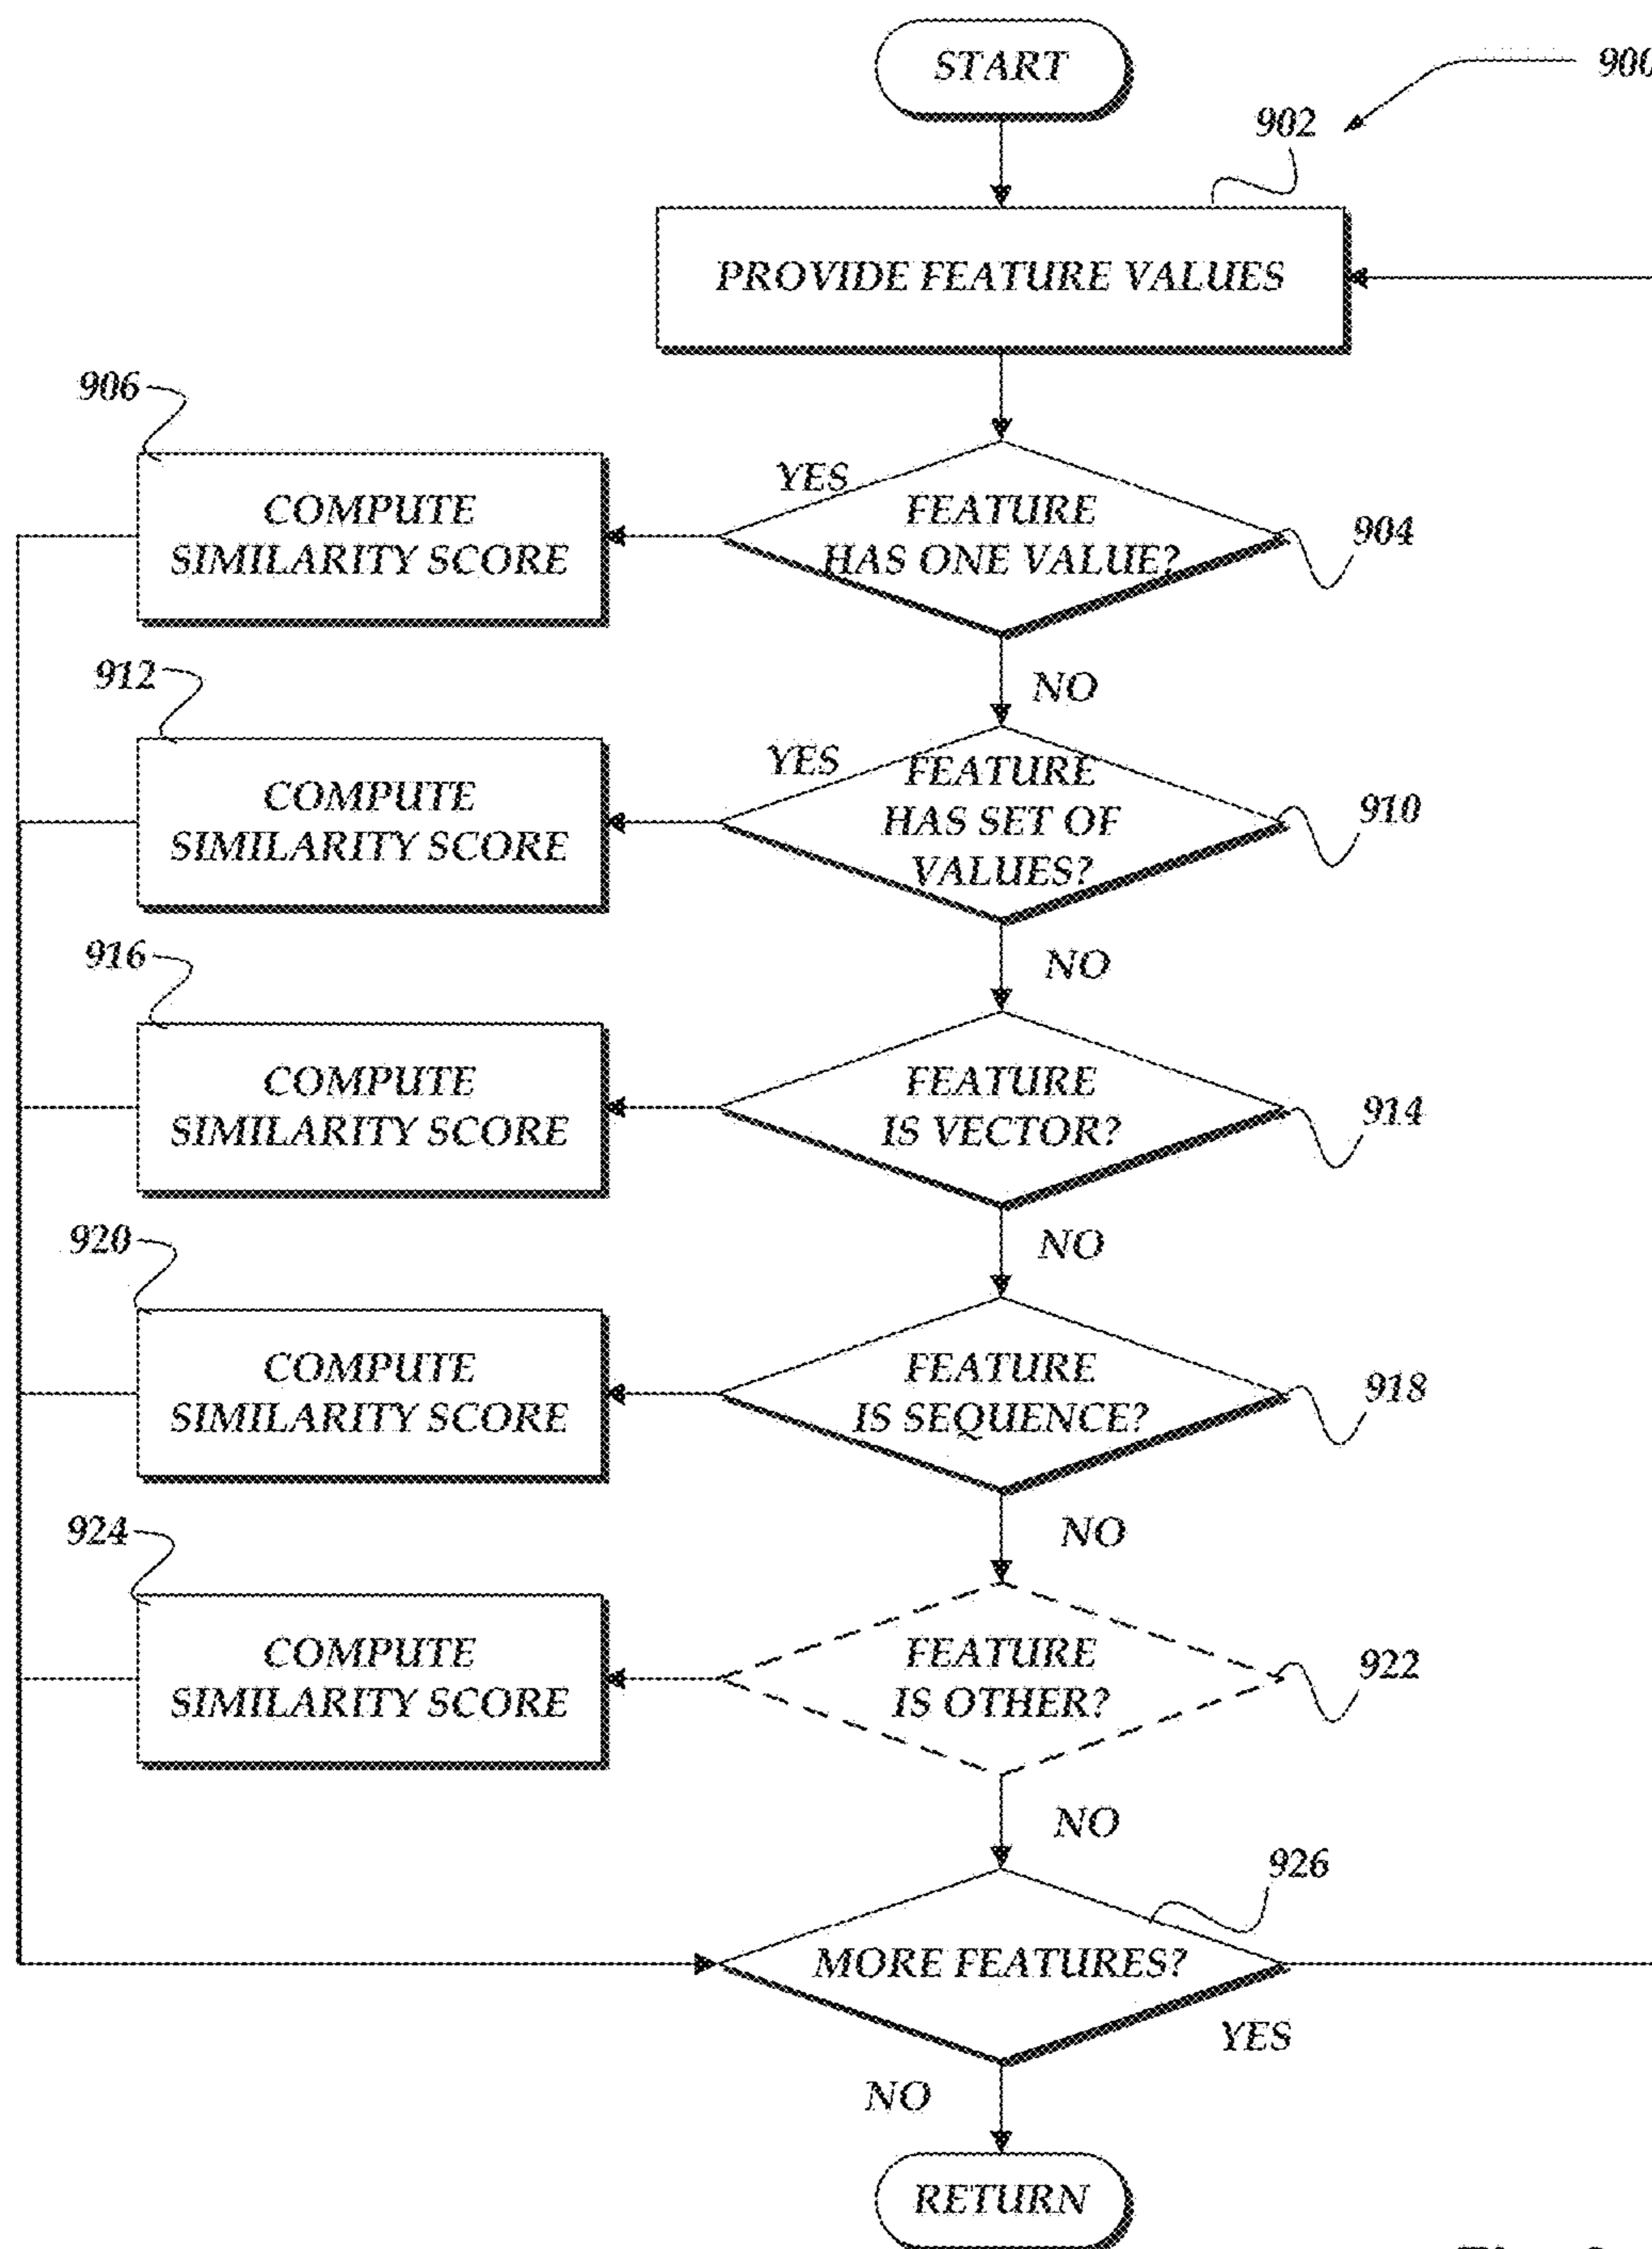 START
900
902
PROVIDE FEATURE VALUES
906
COMPUTE
SIMILARITY SCORE
YES
FEATURE
HAS ONE VALUE?
904
NO
912
COMPUTE
SIMILARITY SCORE
YES
FEATURE
HAS SET OF
VALUES?
910
NO
916
COMPUTE
SIMILARITY SCORE
FEATURE
IS VECTOR?
914
NO
920
COMPUTE
SIMILARITY SCORE
FEATURE
IS SEQUENCE?
918
NO
924
COMPUTE
SIMILARITY SCORE
FEATURE
IS OTHER?
922
NO
926
MORE FEATURES?
YES
NO
RETURN